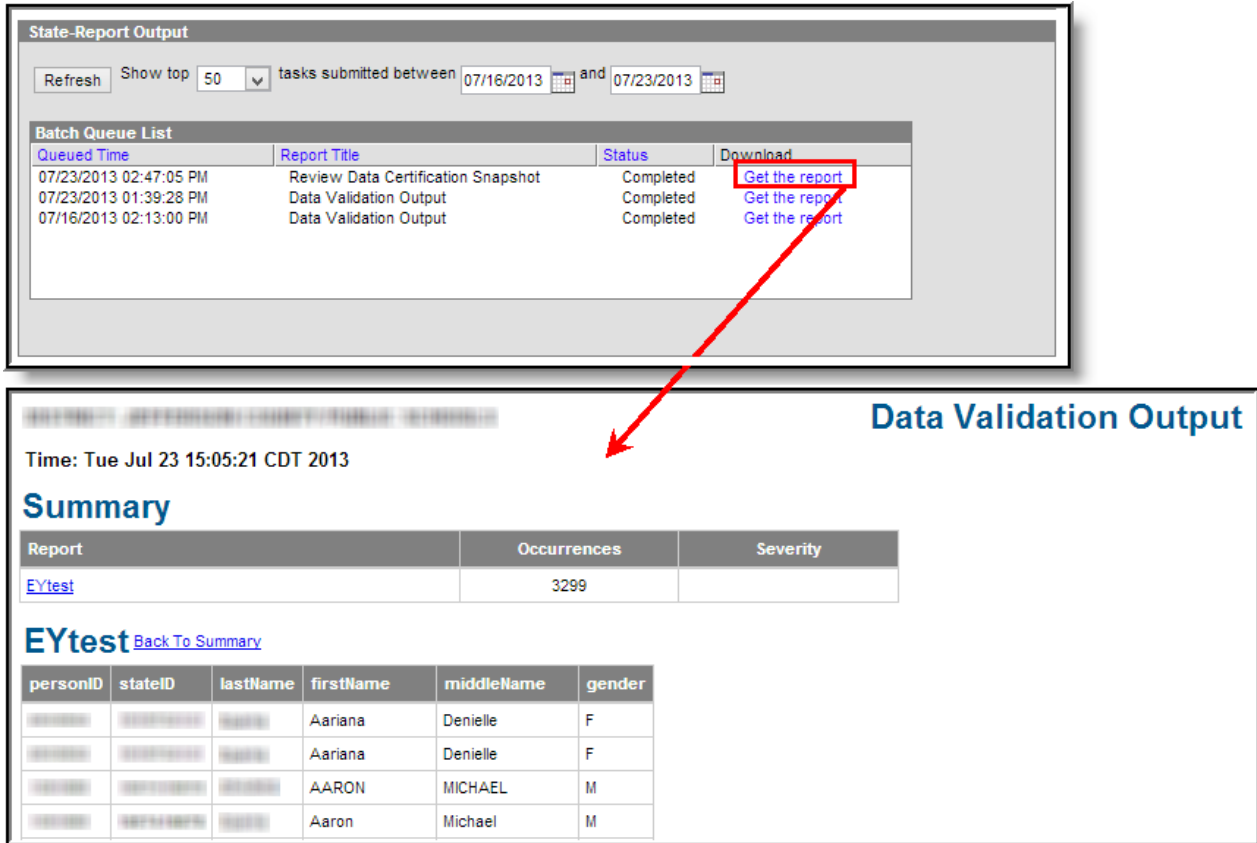 State-Report Output
Refresh Show top 50 tasks submitted between 07/16/2013 and 07/23/2013
Batch Queue List
Queued Time Report Title Status Download
07/23/2013 02:47:05 PM Review Data Certification Snapshot Completed Get the report
07/23/2013 01:39:28 PM Data Validation Output Completed Get the report
07/16/2013 02:13:00 PM Data Validation Output Completed Get the report
Data Validation Output
Time: Tue Jul 23 15:05:21 CDT 2013
Summary
Report Occurrences Severity
EYtest 3299
EYtest Back To Summary
personID stateID lastName firstName middleName gender
Aariana Denielle F
Aariana Denielle F
AARON MICHAEL M
Aaron Michael M